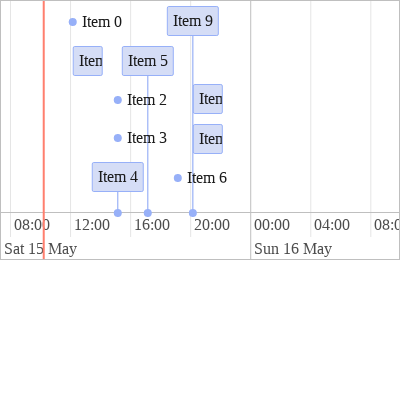 Item 0
Item 9
Item 5
Item 2
Item 3
Item 4
Item 6
08:00
12:00
16:00
20:00
00:00
04:00
Sat 15 May
Sun 16 May